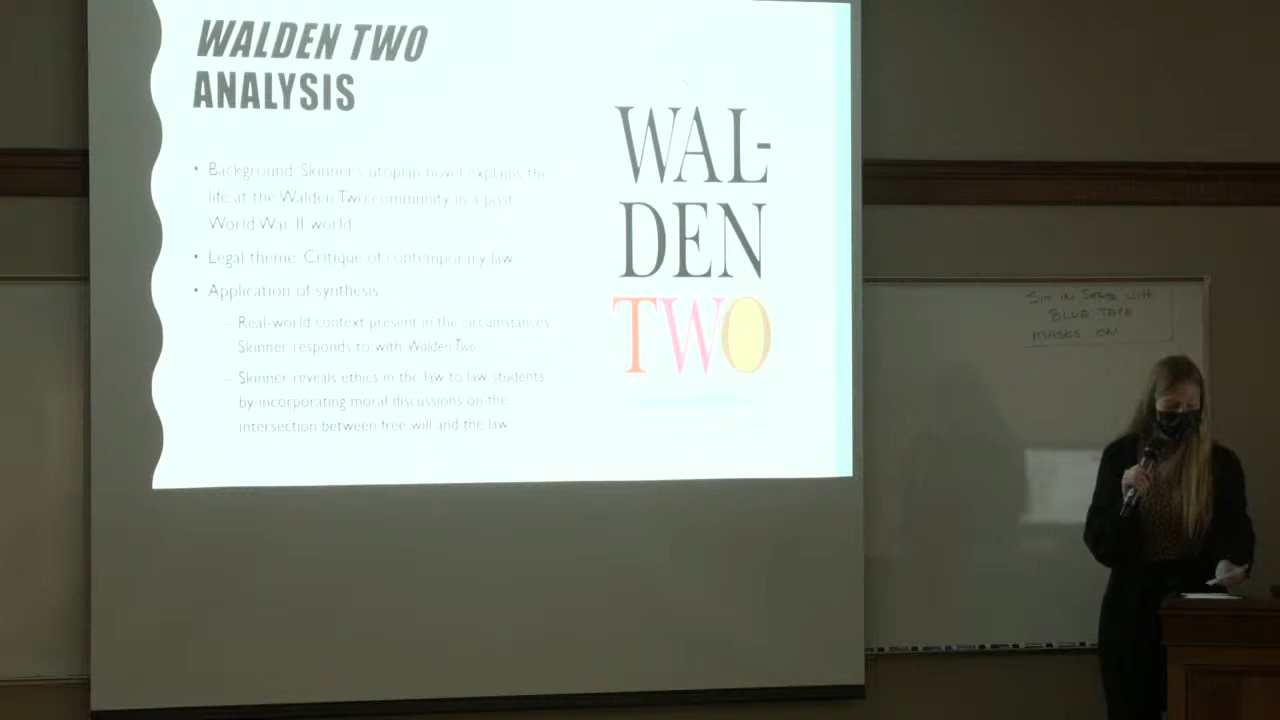 WALDEN TWO
ANALYSIS
• Background: Skinner's utopian novel explains the
life at the Walden Two community in a post
World War II world
• Legal theme: Critique of contemporary law
• Application of synthesis
– Real-world context present in the circumstances
Skinner responds to with Walden Two
– Skinner reveals ethics in the law to law students
by incorporating moral discussions on the
intersection between free will and the law
WAL-
DEN
TWO
SIT IN SEATS WITH
BLUE TAPE
MASKS ON